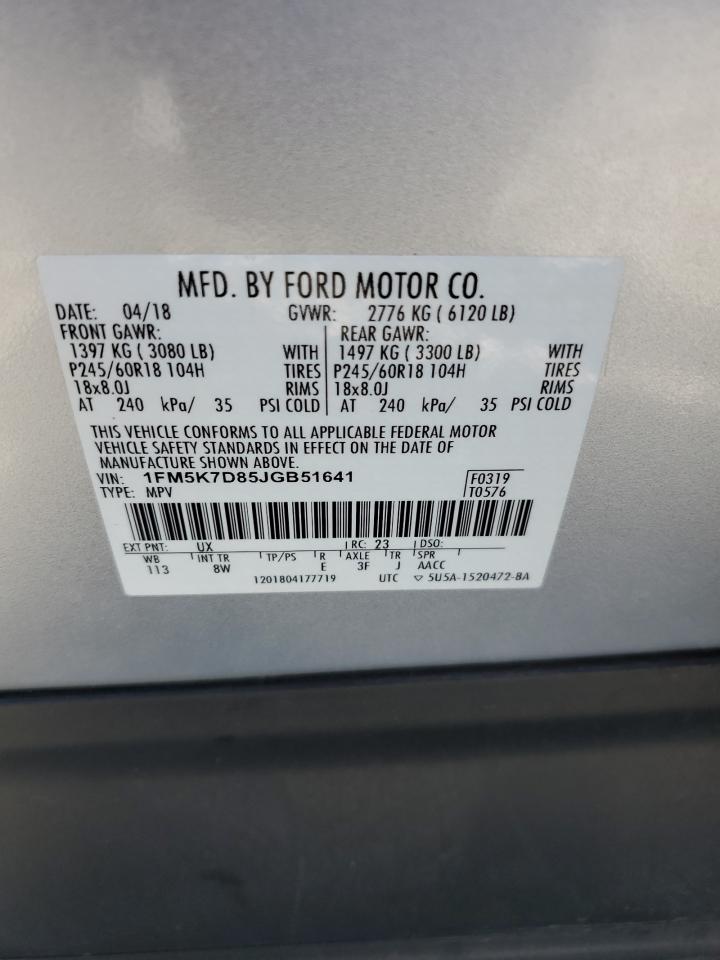 MFD. BY FORD MOTOR CO.
DATE: 04/18 GVWR: 2776 KG ( 6120 LB)
FRONT GAWR: REAR GAWR:
1397 KG ( 3080 LB) WITH 1497 KG ( 3300 LB) WITH
P245/60R18 104H TIRES P245/60R18 104H TIRES
18x8.0J RIMS 18x8.0J RIMS
AT 240 kPa/ 35 PSI COLD AT 240 kPa/ 35 PSI COLD
THIS VEHICLE CONFORMS TO ALL APPLICABLE FEDERAL MOTOR
VEHICLE SAFETY STANDARDS IN EFFECT ON THE DATE OF
MANUFACTURE SHOWN ABOVE.
VIN: 1FM5K7D85JGB51641 F0319
TYPE: MPV T0576
EXT PNT: UX RC: 23 DSO:
WB INT TR TP/PS R AXLE TR SPR
113 8W E 3F J AACC
1201804177719 UTC ▽ 5U5A-1520472-8A